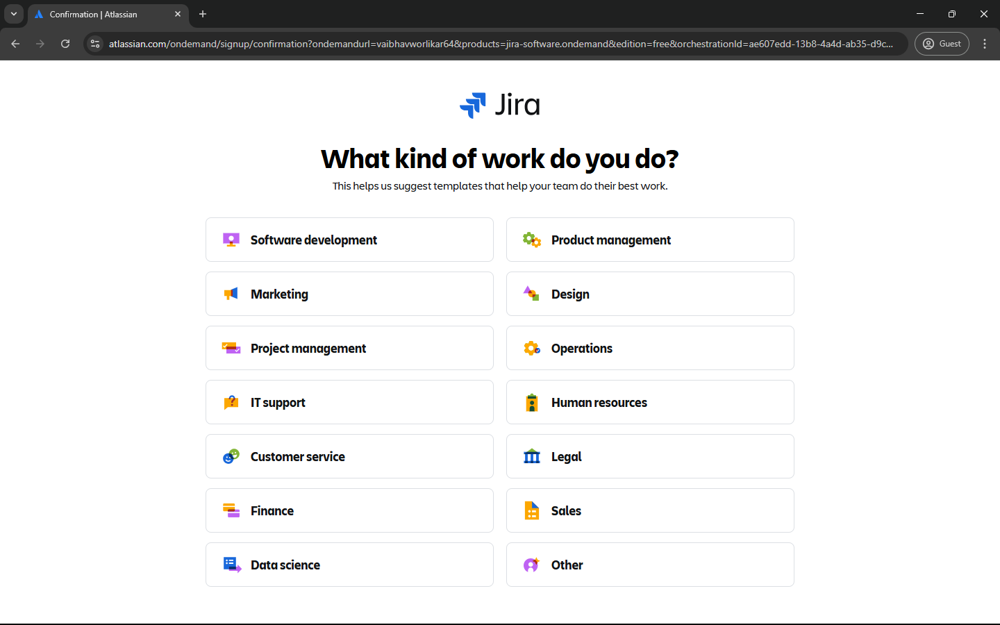 Confirmation | Atlassian
atlassian.com/ondemand/signup/confirmation?ondemandurl=vaibhavworlikar64&products=jira-software.ondemand&edition=free&orchestrationId=ae607edd-13b8-4a4d-ab35-d9c...
Guest
Jira
What kind of work do you do?
This helps us suggest templates that help your team do their best work.
Software development
Product management
Marketing
Design
Project management
Operations
IT support
Human resources
Customer service
Legal
Finance
Sales
Data science
Other